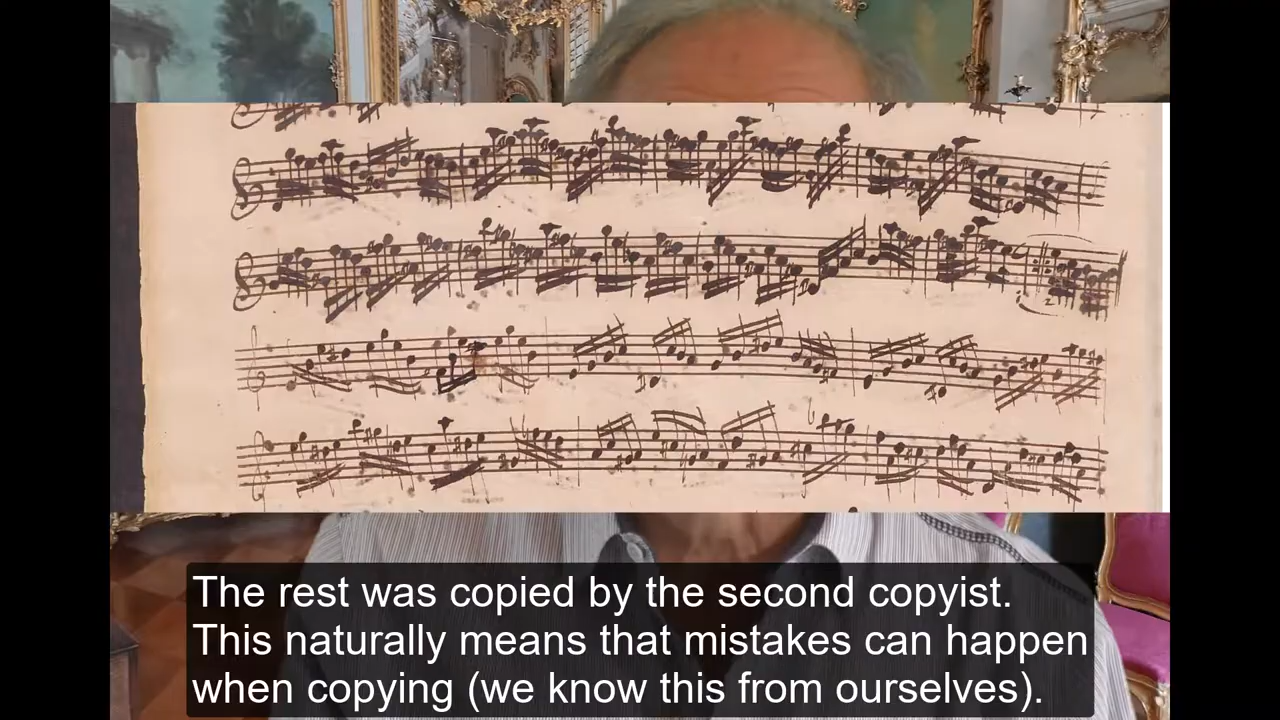 The rest was copied by the second copyist.
This naturally means that mistakes can happen
when copying (we know this from ourselves).